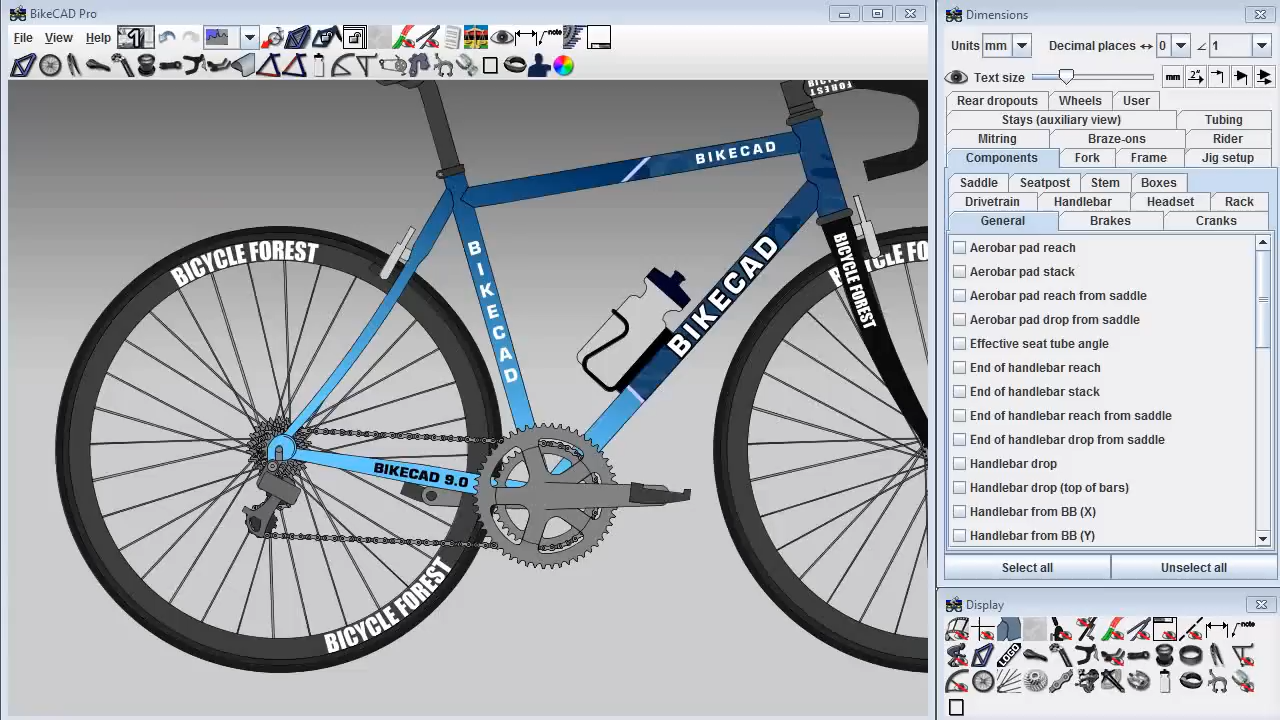 BikeCAD Pro
File View Help
note
BIKECAD
BICYCLE FOREST
BIKECAD
BIKECAD
BICYCLE FOREST
BIKECAD 9.0
BICYCLE FOREST
FOREST
Dimensions
Units mm Decimal places 0 1
Text size mm 2"
Rear dropouts Wheels User
Stays (auxiliary view) Tubing
Mitring Braze-ons Rider
Components Fork Frame Jig setup
Saddle Seatpost Stem Boxes
Drivetrain Handlebar Headset Rack
General Brakes Cranks
Aerobar pad reach
Aerobar pad stack
Aerobar pad reach from saddle
Aerobar pad drop from saddle
Effective seat tube angle
End of handlebar reach
End of handlebar stack
End of handlebar reach from saddle
End of handlebar drop from saddle
Handlebar drop
Handlebar drop (top of bars)
Handlebar from BB (X)
Handlebar from BB (Y)
Select all Unselect all
Display
note
LOGO